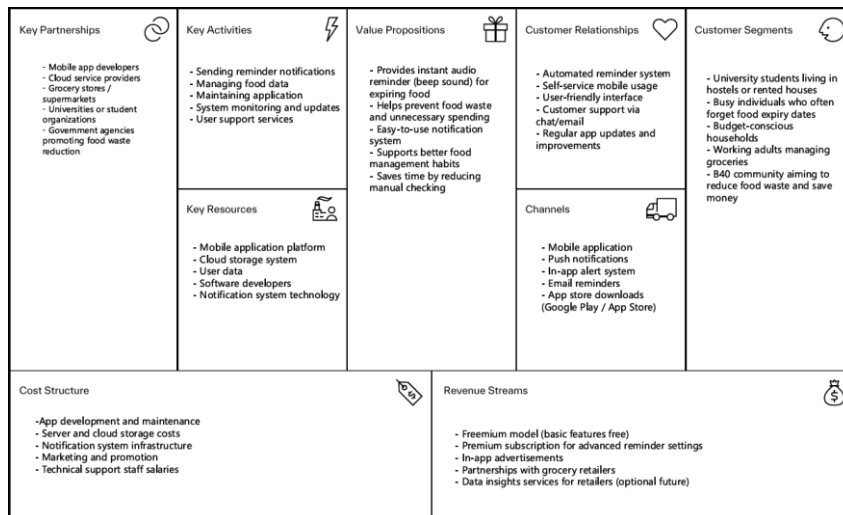 Key Partnerships
- Mobile app developers
- Cloud service providers
- Grocery stores /
supermarkets
- Universities or student
organizations
- Government agencies
promoting food waste
reduction
Key Activities
- Sending reminder notifications
- Managing food data
- Maintaining application
- System monitoring and updates
- User support services
Key Resources
- Mobile application platform
- Cloud storage system
- User data
- Software developers
- Notification system technology
Value Propositions
- Provides instant audio
reminder (beep sound) for
expiring food
- Helps prevent food waste
and unnecessary spending
- Easy-to-use notification
system
- Supports better food
management habits
- Saves time by reducing
manual checking
Customer Relationships
- Automated reminder system
- Self-service mobile usage
- User-friendly interface
- Customer support via
chat/email
- Regular app updates and
improvements
Channels
- Mobile application
- Push notifications
- In-app alert system
- Email reminders
- App store downloads
(Google Play / App Store)
Customer Segments
- University students living in
hostels or rented houses
- Busy individuals who often
forget food expiry dates
- Budget-conscious
households
- Working adults managing
groceries
- B40 community aiming to
reduce food waste and save
money
Cost Structure
-App development and maintenance
- Server and cloud storage costs
- Notification system infrastructure
- Marketing and promotion
- Technical support staff salaries
Revenue Streams
- Freemium model (basic features free)
- Premium subscription for advanced reminder settings
- In-app advertisements
- Partnerships with grocery retailers
- Data insights services for retailers (optional future)